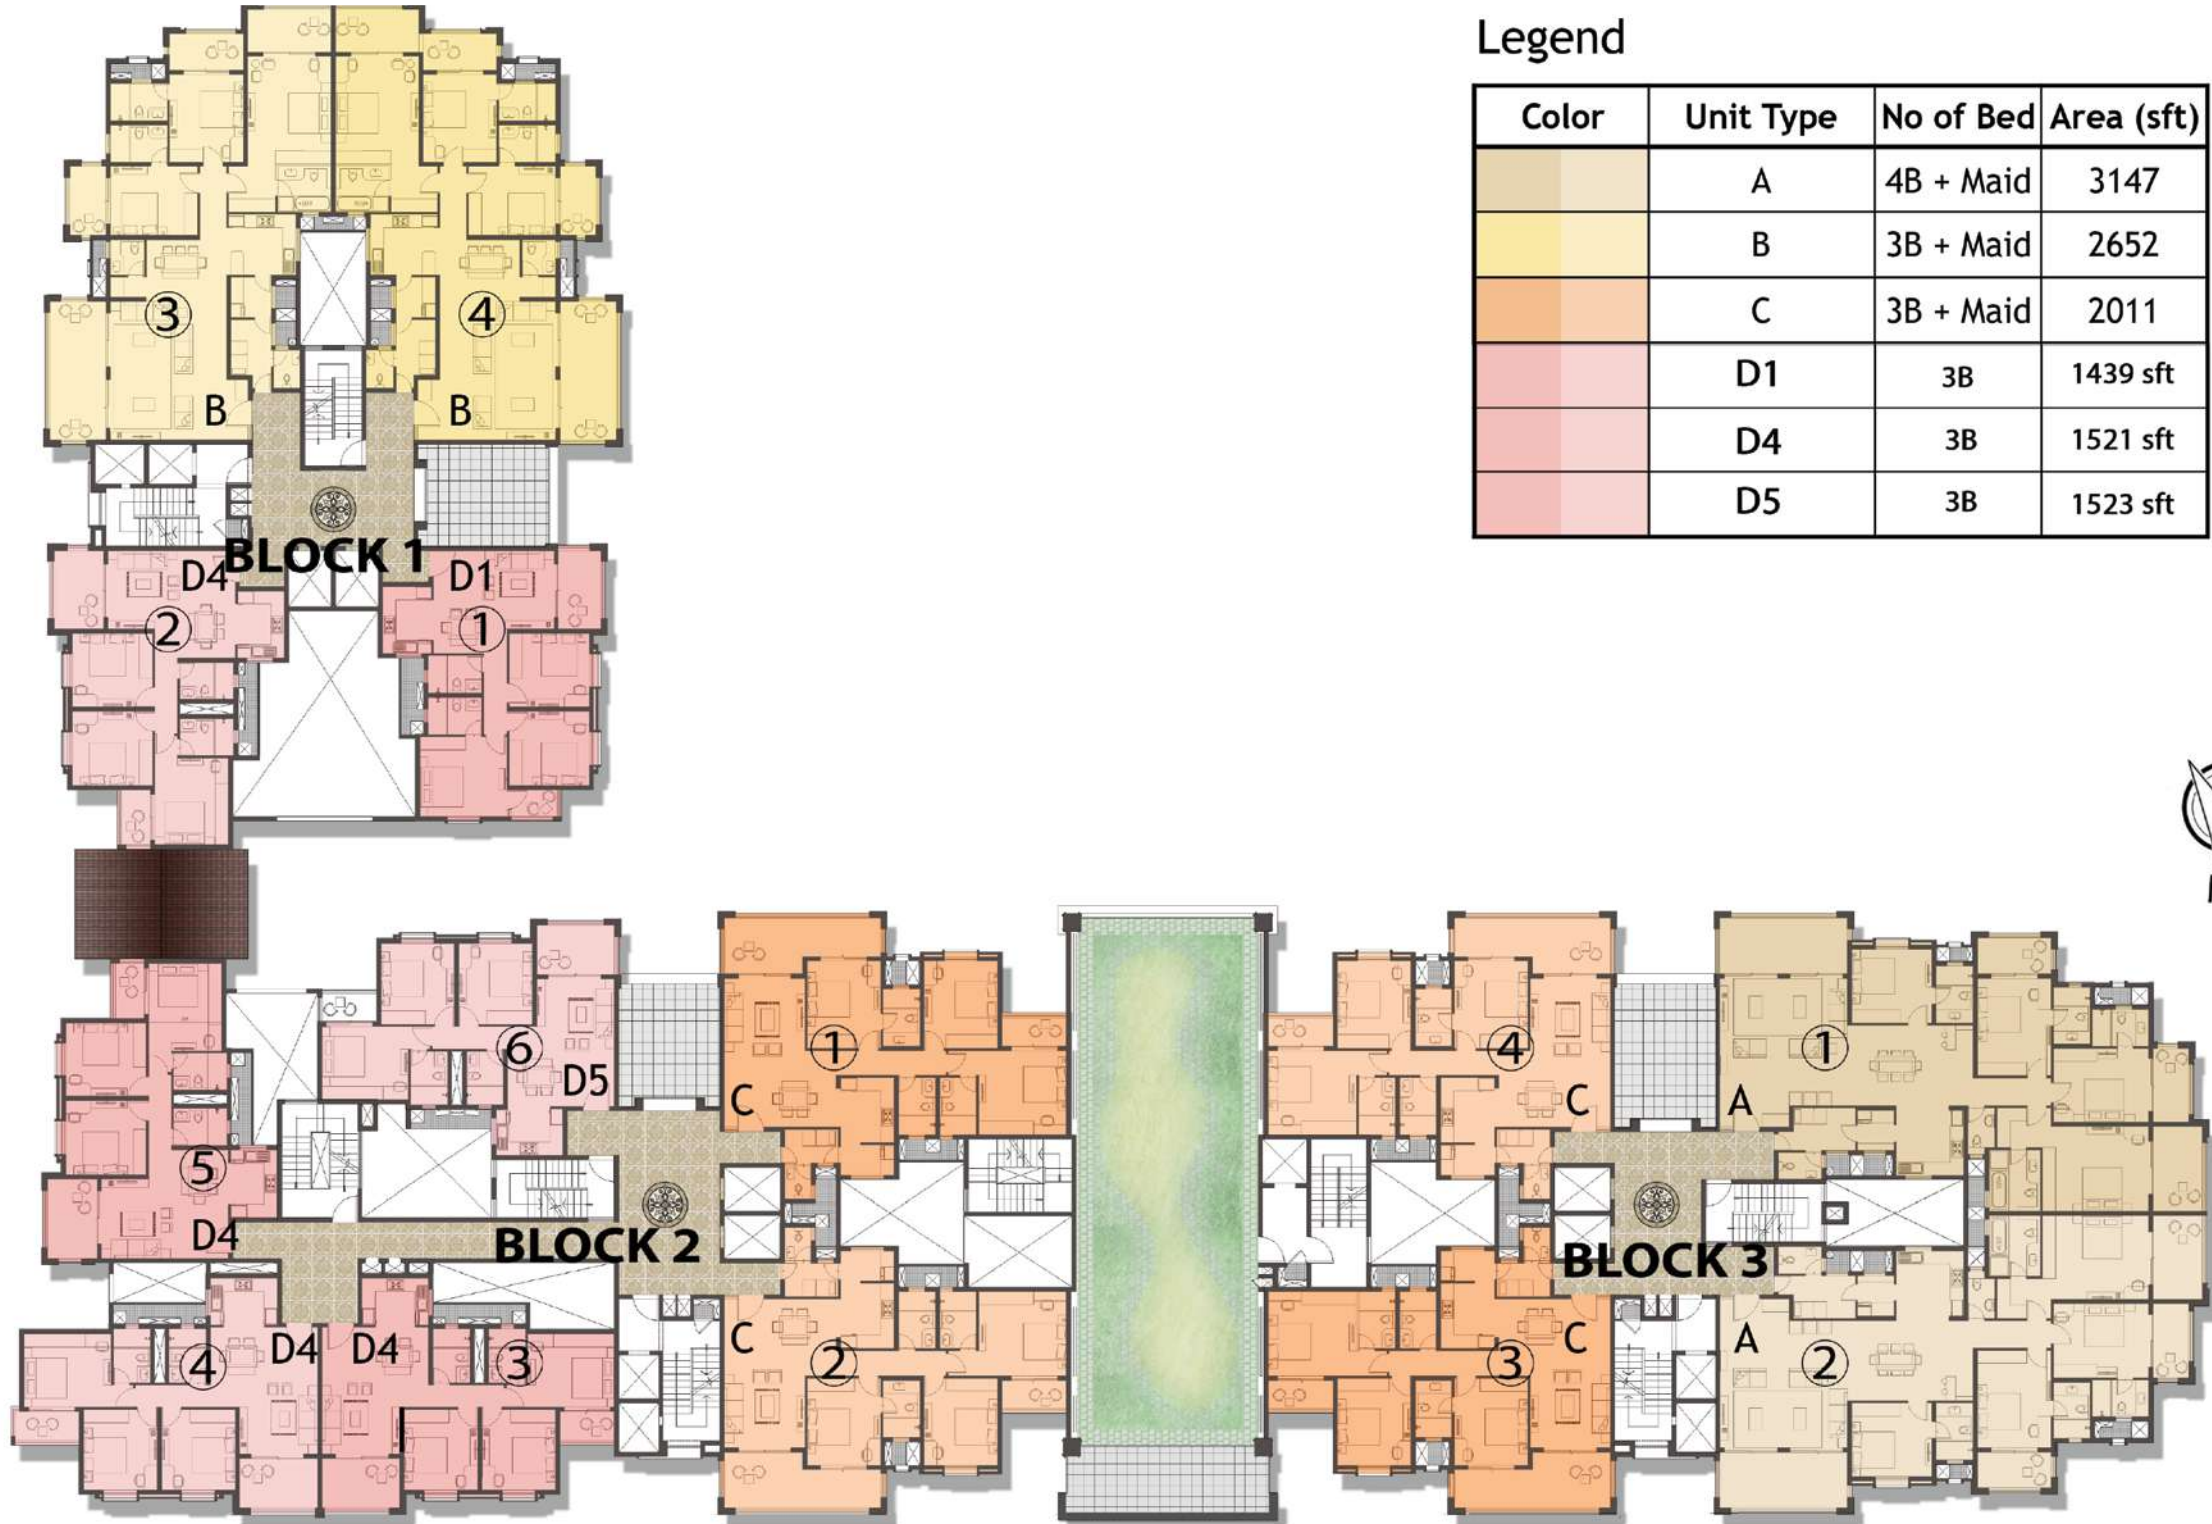 Legend
Color Unit Type No of Bed Area (sft)
A 4B + Maid 3147
B 3B + Maid 2652
C 3B + Maid 2011
D1 3B 1439 sft
D4 3B 1521 sft
D5 3B 1523 sft
3 4
B B
BLOCK 1
D4 D1
2 1
6 1 4 1
D5 C C A
5
D4
BLOCK 2 BLOCK 3
D4 D4 C C A
4 3 2 3 2